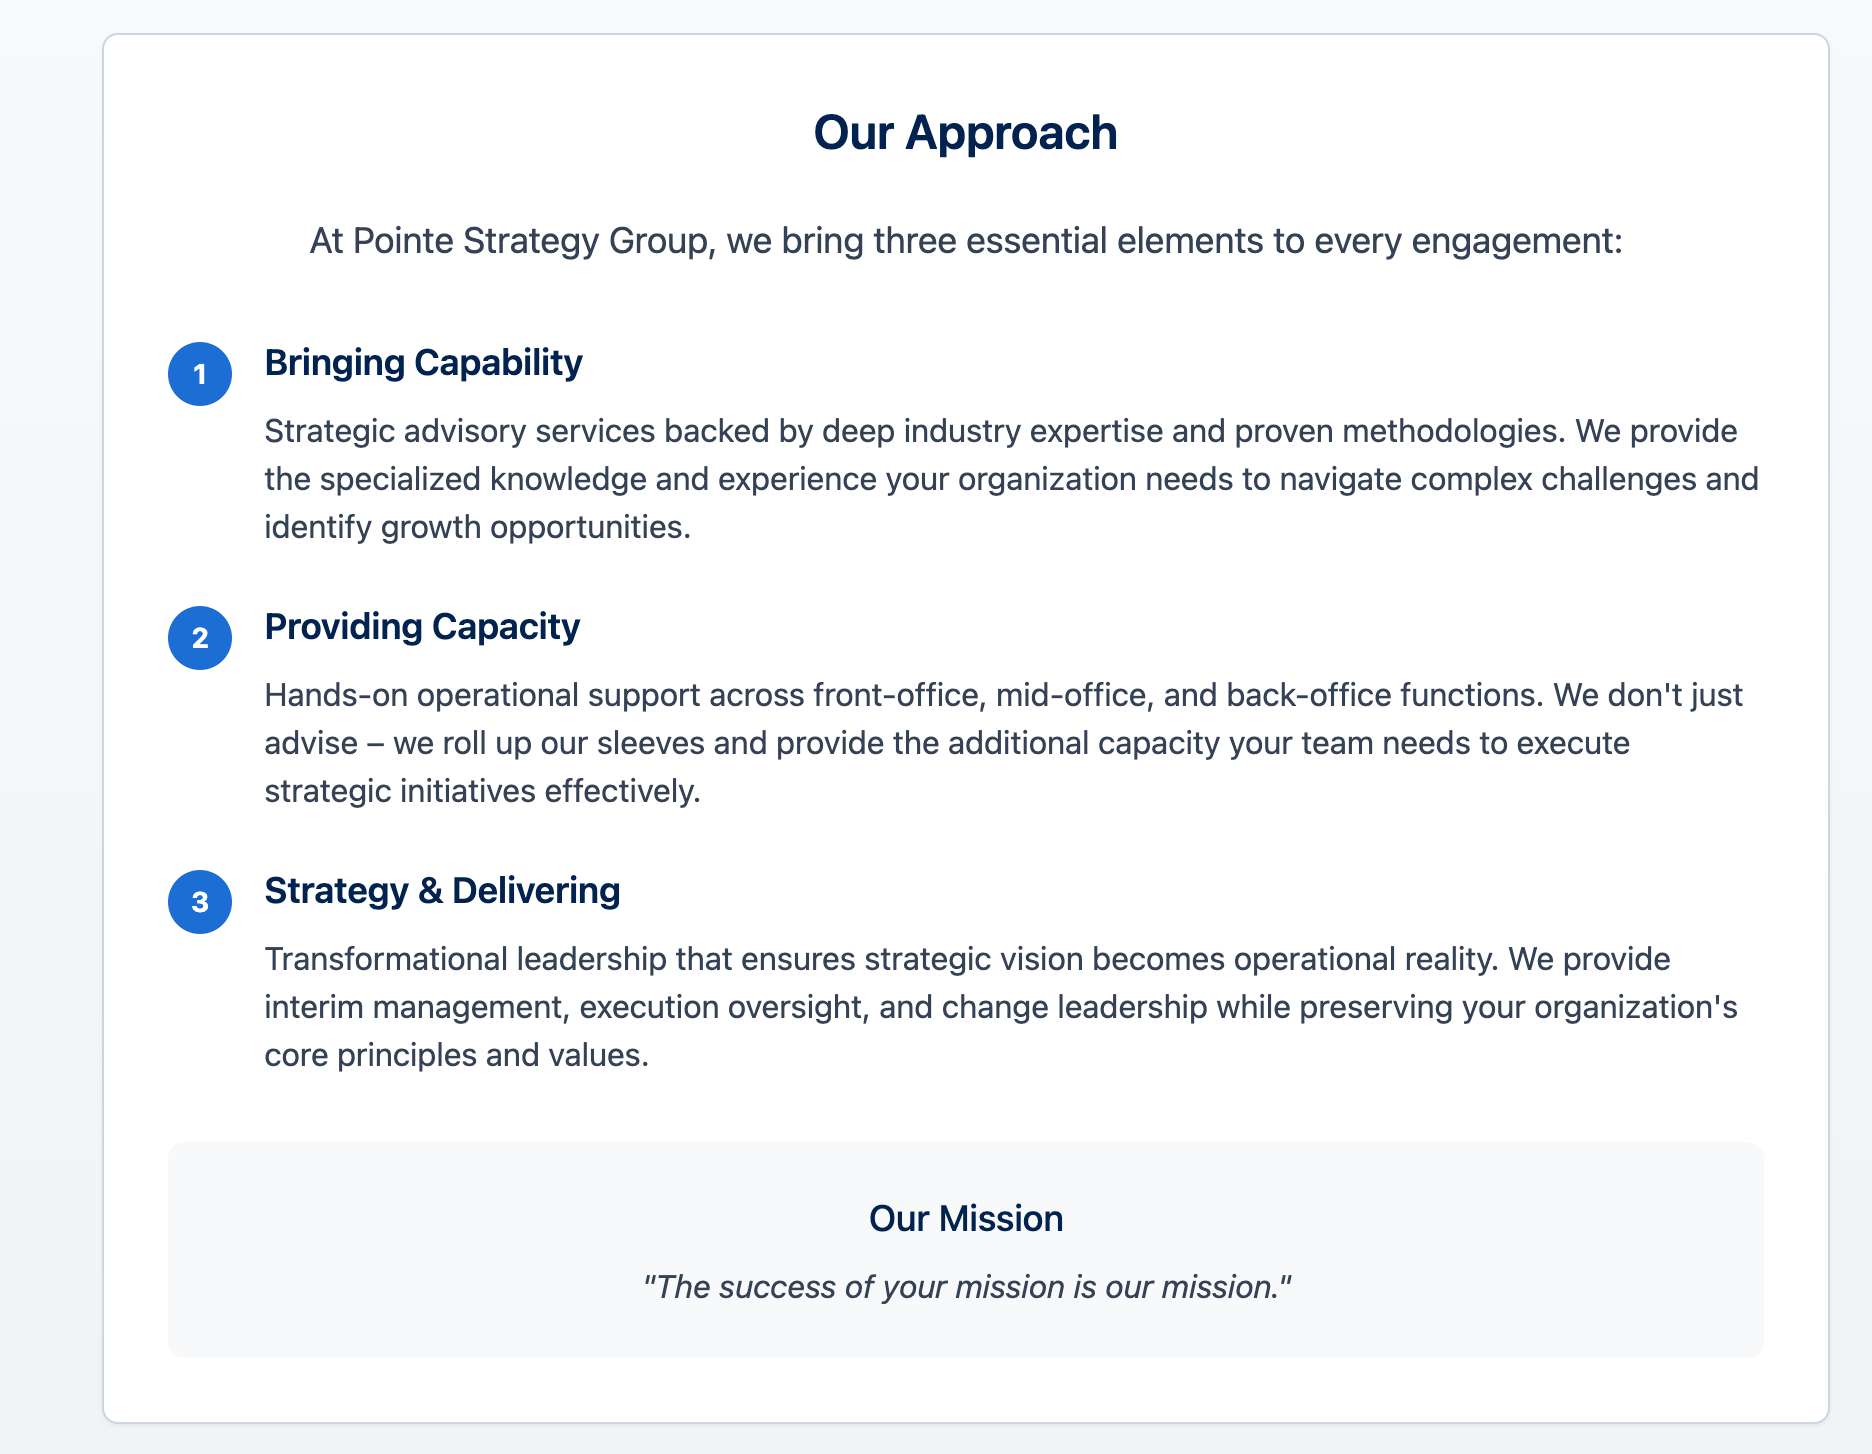 Our Approach
At Pointe Strategy Group, we bring three essential elements to every engagement:
1
Bringing Capability
Strategic advisory services backed by deep industry expertise and proven methodologies. We provide
the specialized knowledge and experience your organization needs to navigate complex challenges and
identify growth opportunities.
2
Providing Capacity
Hands-on operational support across front-office, mid-office, and back-office functions. We don't just
advise – we roll up our sleeves and provide the additional capacity your team needs to execute
strategic initiatives effectively.
3
Strategy & Delivering
Transformational leadership that ensures strategic vision becomes operational reality. We provide
interim management, execution oversight, and change leadership while preserving your organization's
core principles and values.
Our Mission
"The success of your mission is our mission."